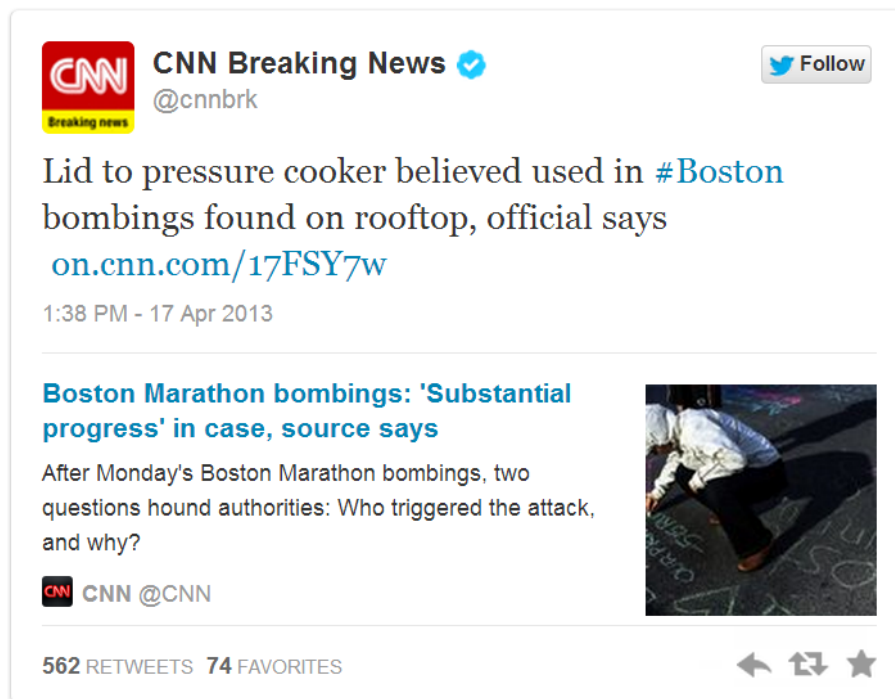 CNN
Breaking news
CNN Breaking News
@cnnbrk
Follow
Lid to pressure cooker believed used in #Boston
bombings found on rooftop, official says
on.cnn.com/17FSY7w
1:38 PM - 17 Apr 2013
Boston Marathon bombings: 'Substantial
progress' in case, source says
After Monday's Boston Marathon bombings, two
questions hound authorities: Who triggered the attack,
and why?
CNN CNN @CNN
562 RETWEETS 74 FAVORITES